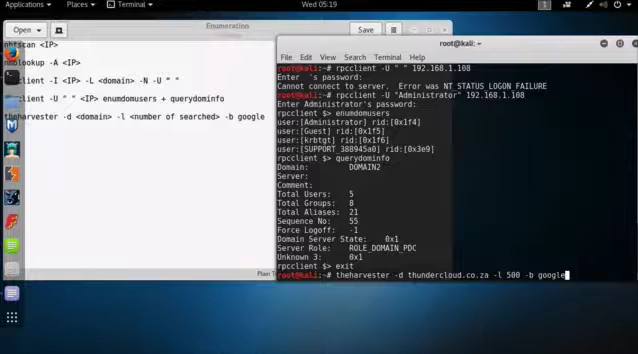 Applications Places Terminal Wed 05:19 1
Open Enumeration Save
nbtscan <IP>
nmblookup -A <IP>
client -I <IP> -L <domain> -N -U " "
client -U " " <IP> enumdomusers + querydominfo
theharvester -d <domain> -l <number of searched> -b google
Plain T
root@kali: ~
File Edit View Search Terminal Help
root@kali:~# rpcclient -U " " 192.168.1.108
Enter  's password:
Cannot connect to server.  Error was NT_STATUS_LOGON_FAILURE
root@kali:~# rpcclient -U "Administrator" 192.168.1.108
Enter Administrator's password:
rpcclient $> enumdomusers
user:[Administrator] rid:[0x1f4]
user:[Guest] rid:[0x1f5]
user:[krbtgt] rid:[0x1f6]
user:[SUPPORT_388945a0] rid:[0x3e9]
rpcclient $> querydominfo
Domain: DOMAIN2
Server:
Comment:
Total Users: 5
Total Groups: 8
Total Aliases: 21
Sequence No: 55
Force Logoff: -1
Domain Server State: 0x1
Server Role: ROLE_DOMAIN_PDC
Unknown 3: 0x1
rpcclient $> exit
root@kali:~# theharvester -d thundercloud.co.za -l 500 -b google